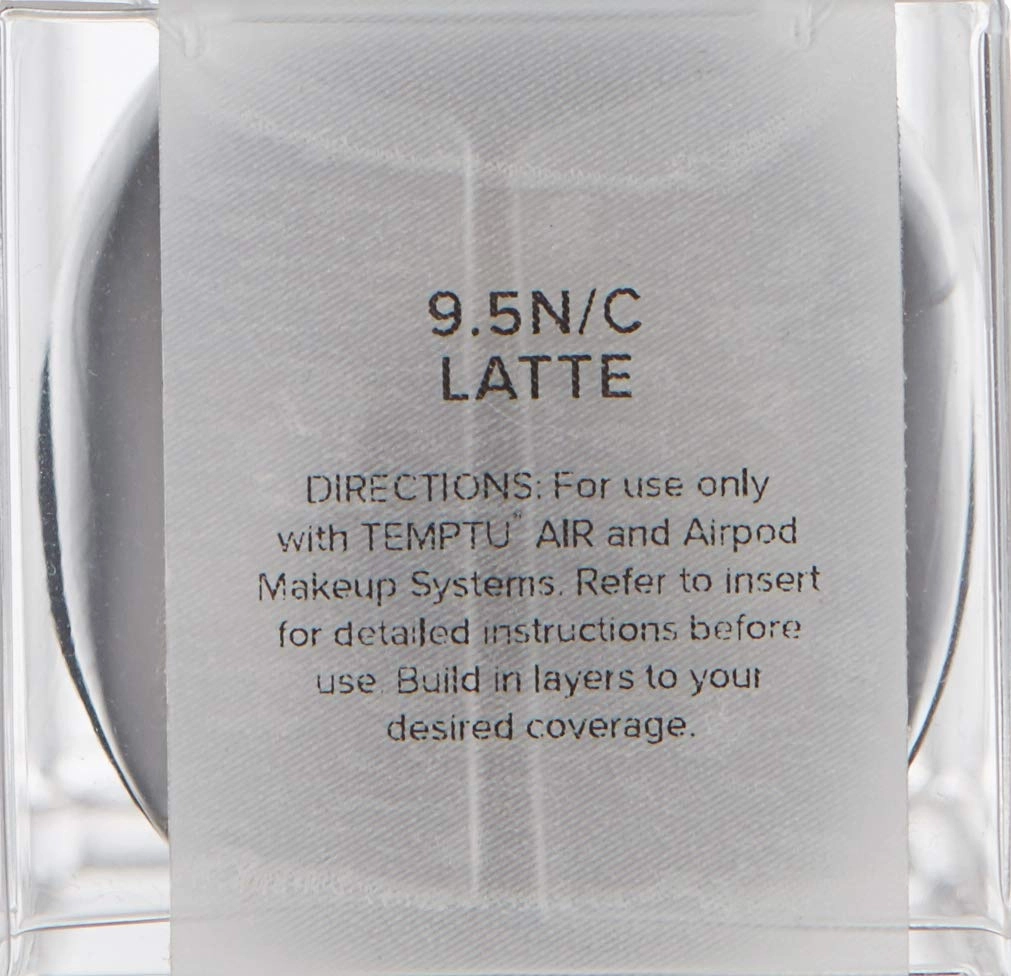 9.5N/C
LATTE
DIRECTIONS: For use only
with TEMPTU™ AIR and Airpod
Makeup Systems. Refer to insert
for detailed instructions before
use. Build in layers to your
desired coverage.